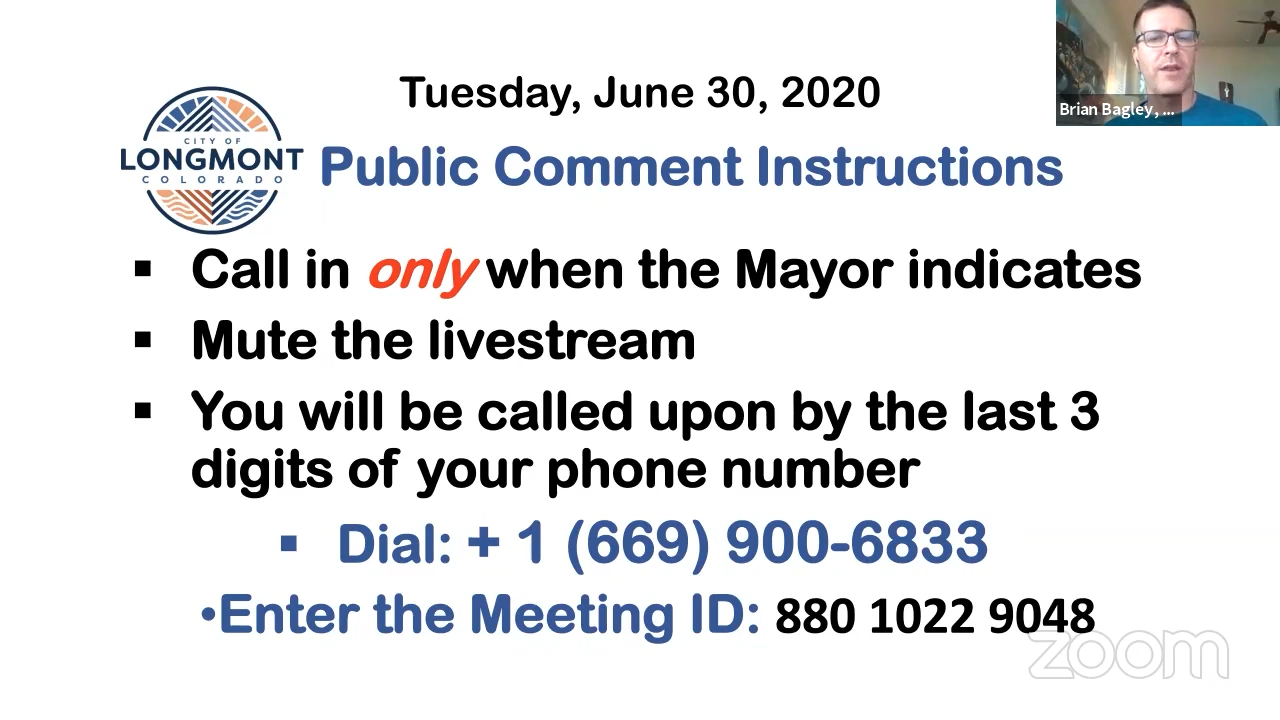 Tuesday, June 30, 2020
CITY OF
LONGMONT
COLORADO
Public Comment Instructions
▪ Call in only when the Mayor indicates
▪ Mute the livestream
▪ You will be called upon by the last 3
digits of your phone number
▪ Dial: + 1 (669) 900-6833
•Enter the Meeting ID: 880 1022 9048
Brian Bagley, ...
zoom